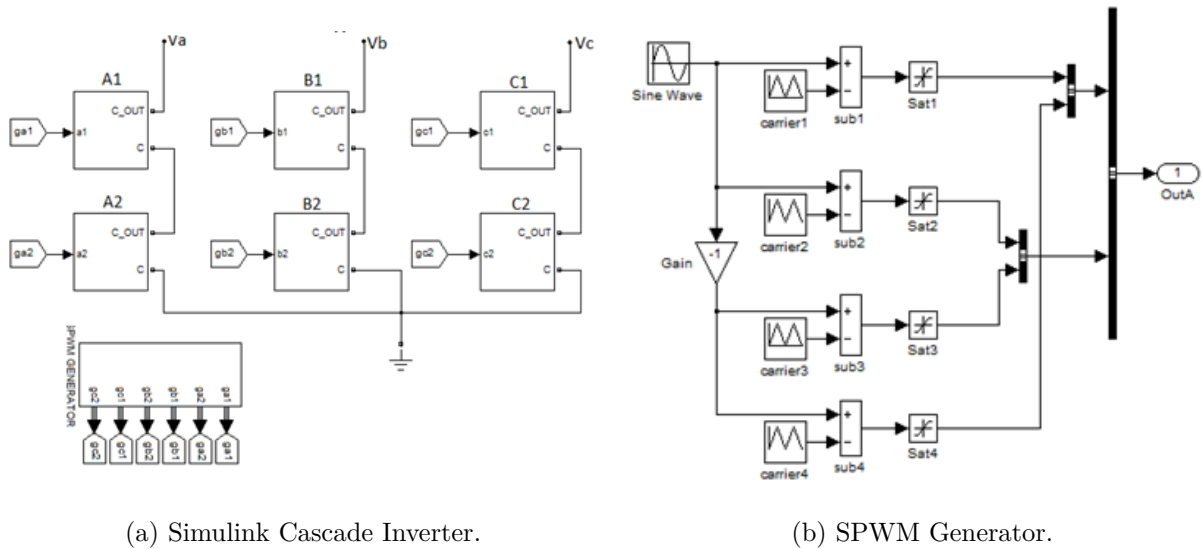 Va
Vb
Vc
A1
B1
C1
C_OUT
C_OUT
C_OUT
ga1
a1
gb1
b1
gc1
c1
C
C
C
A2
B2
C2
C_OUT
C_OUT
C_OUT
ga2
a2
gb2
b2
gc2
c2
C
C
C
PWM GENERATOR
gc2
gc1
gb2
gb1
ga2
ga1
gc2
gc1
gb2
gb1
ga2
ga1
(a) Simulink Cascade Inverter.
Sine Wave
carrier1
+
−
sub1
Sat1
carrier2
+
−
sub2
Sat2
-1
Gain
carrier3
+
−
sub3
Sat3
carrier4
+
−
sub4
Sat4
1
OutA
(b) SPWM Generator.